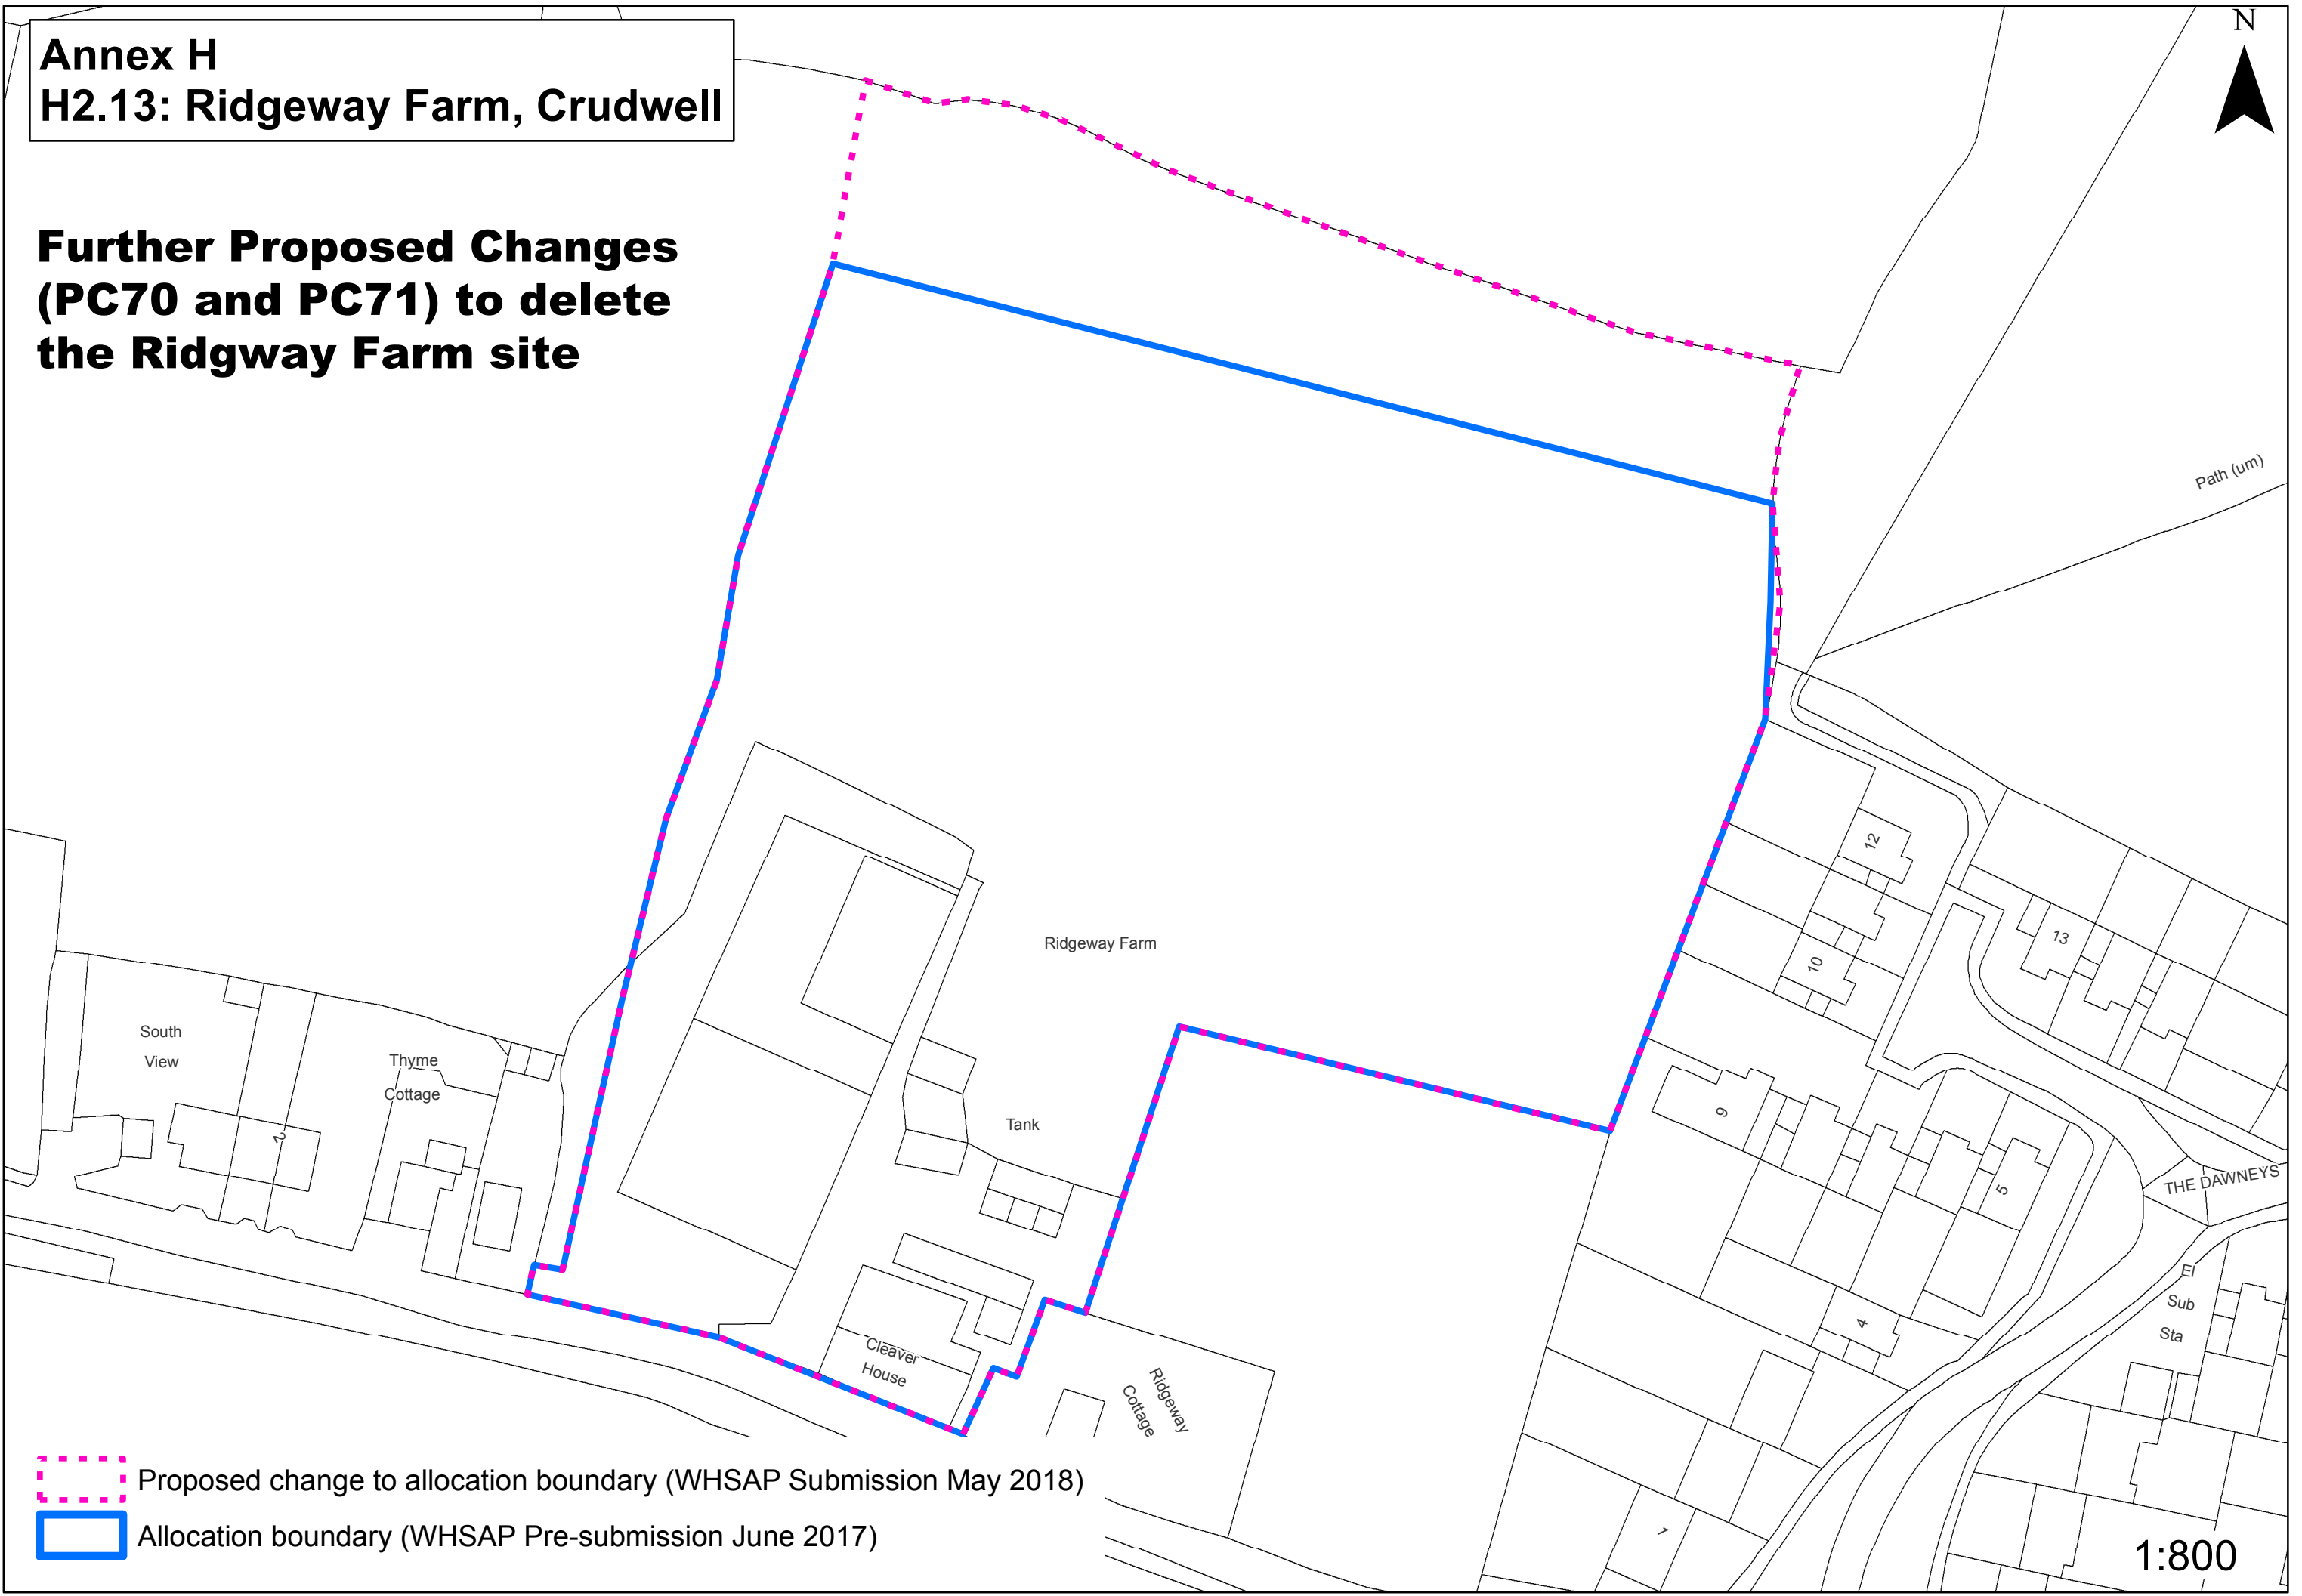 Annex H
H2.13: Ridgeway Farm, Crudwell
N
Further Proposed Changes
(PC70 and PC71) to delete
the Ridgway Farm site
Path (um)
12
13
10
Ridgeway Farm
South
View
Thyme
Cottage
2
Tank
9
5
THE DAWNEYS
El
Sub
Sta
4
Cleaver
House
Ridgeway
Cottage
1
Proposed change to allocation boundary (WHSAP Submission May 2018)
Allocation boundary (WHSAP Pre-submission June 2017)
1:800